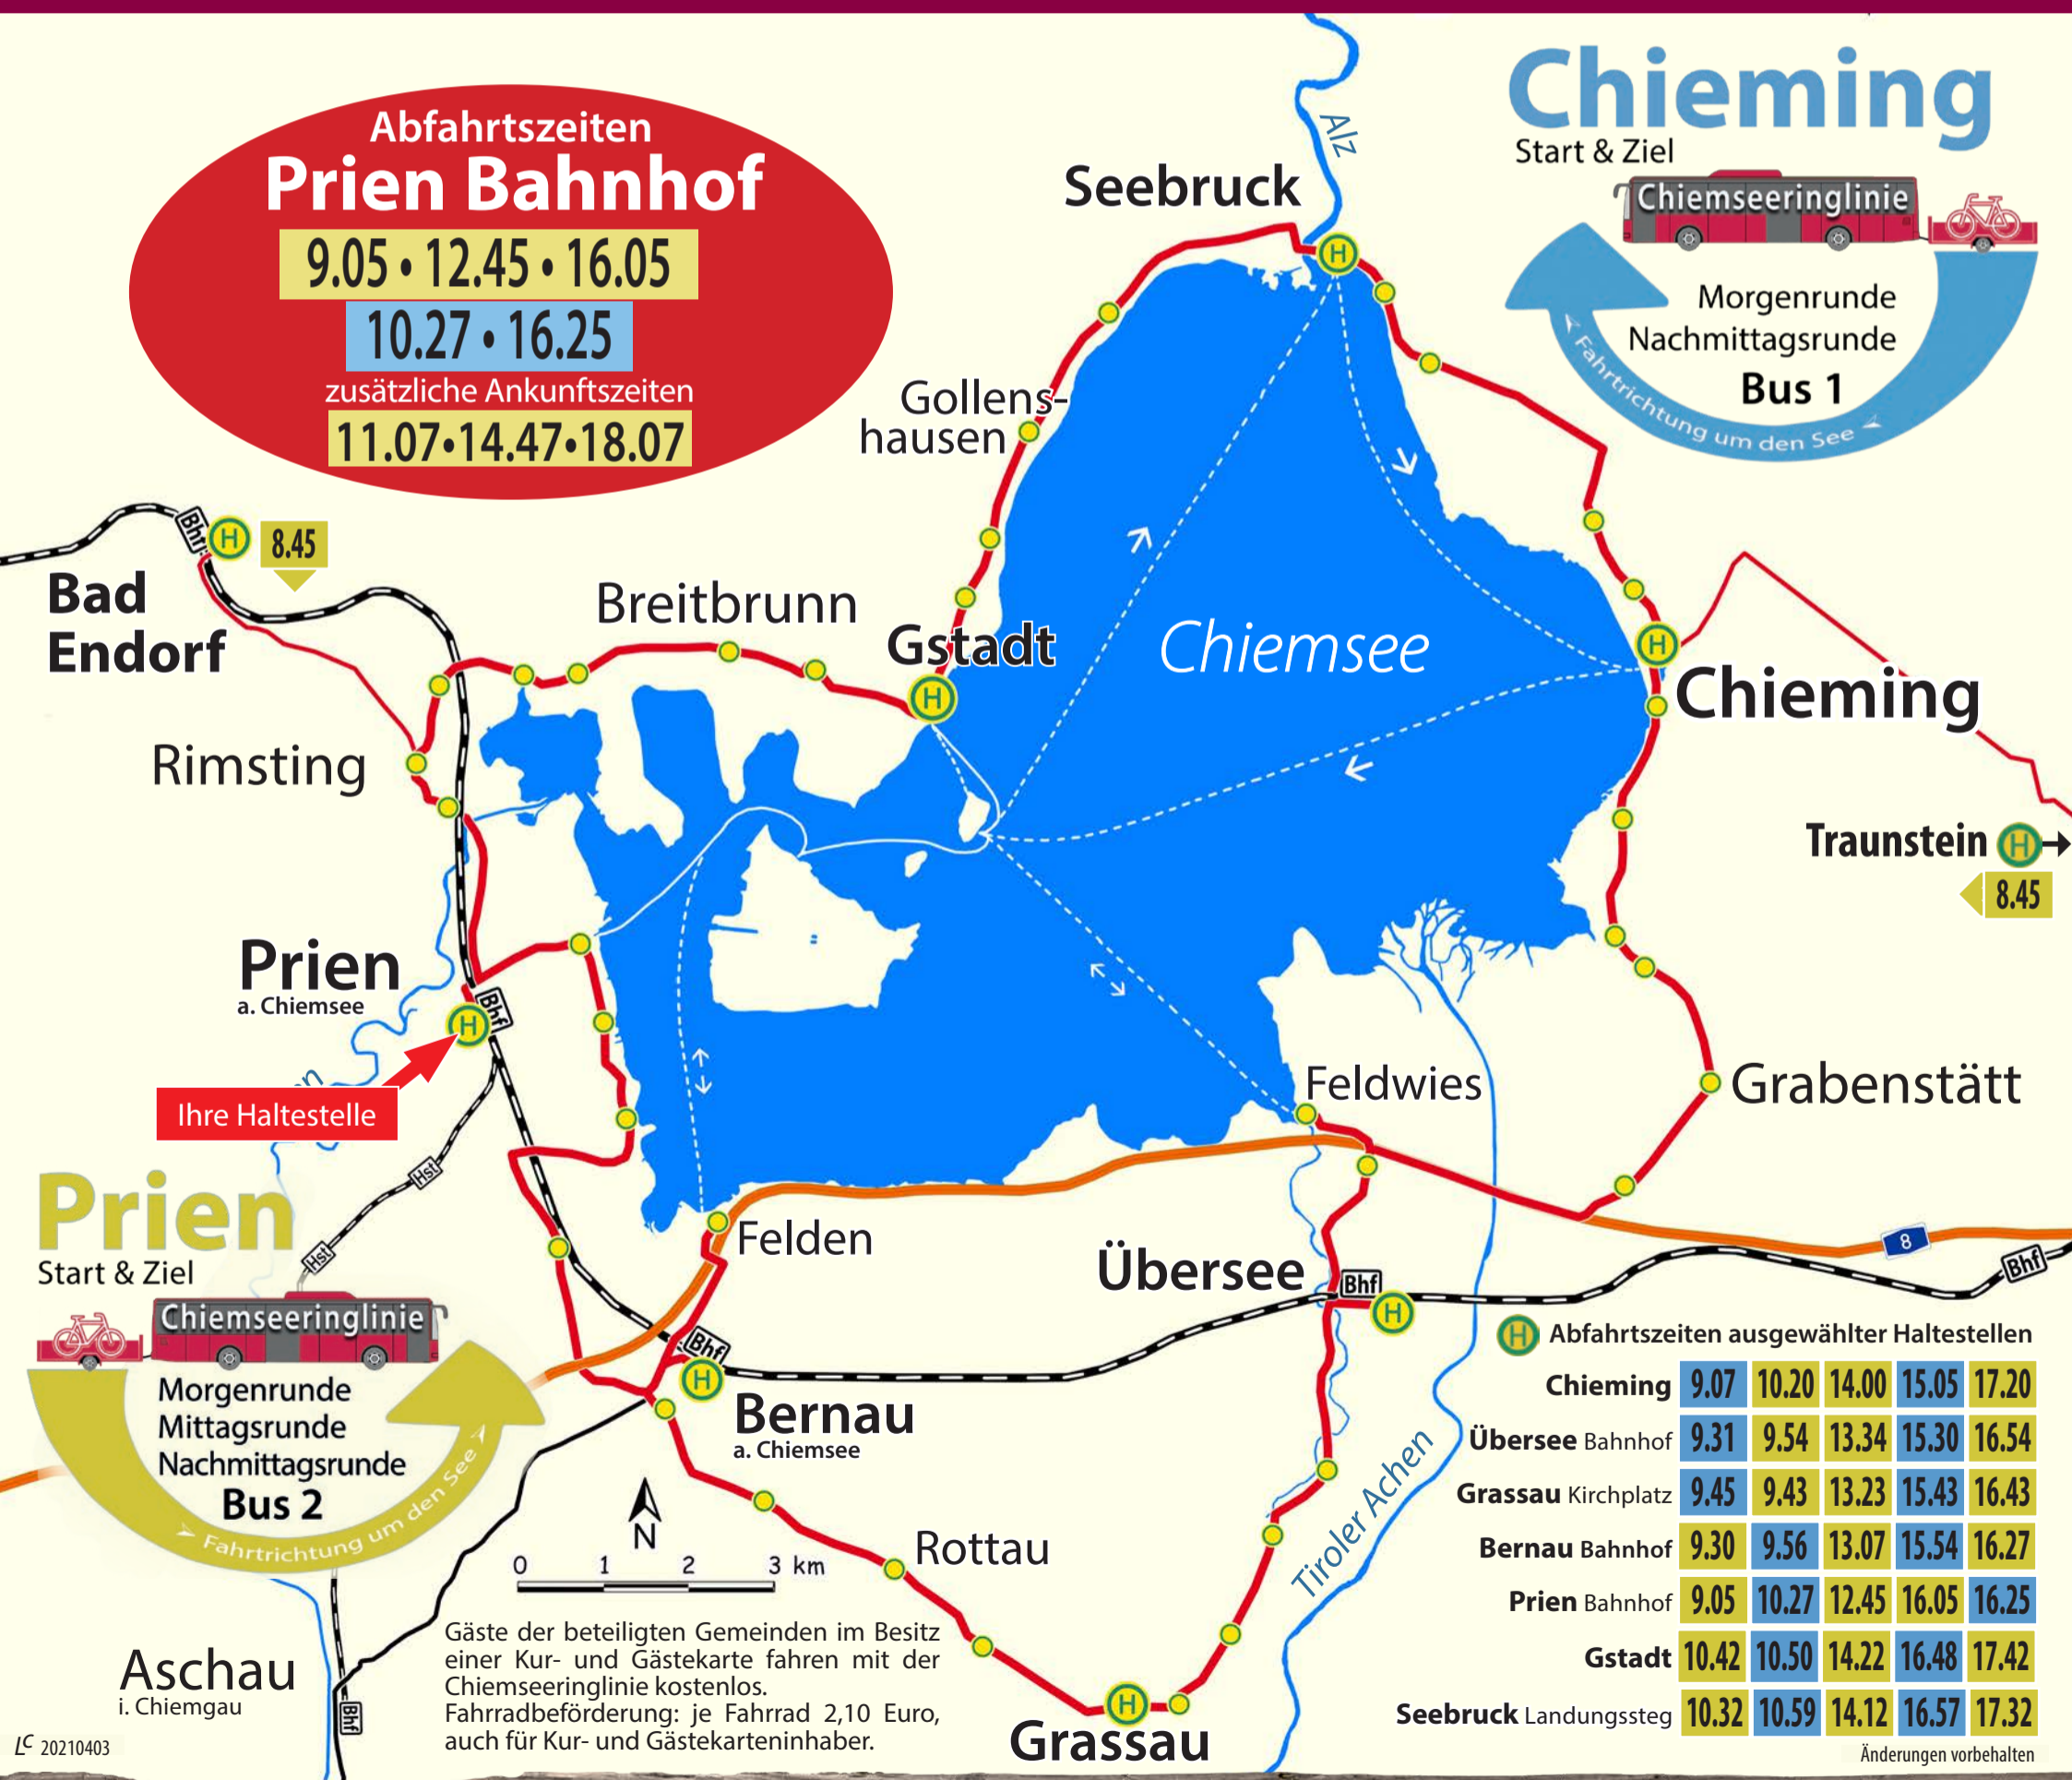 Abfahrtszeiten
Prien Bahnhof
9.05 • 12.45 • 16.05
10.27 • 16.25
zusätzliche Ankunftszeiten
11.07•14.47•18.07
Chieming
Start & Ziel
Chiemseeringlinie
Morgenrunde
Nachmittagsrunde
Bus 1
Fahrtrichtung um den See
Alz
Seebruck
H
Gollens-
hausen
Bhf
H
8.45
Bad
Endorf
Breitbrunn
Gstadt
H
Chiemsee
H
Chieming
Rimsting
Traunstein H
8.45
Prien
a. Chiemsee
Bhf
H
Ihre Haltestelle
Feldwies
Grabenstätt
Hst
Hst
Prien
Start & Ziel
Chiemseeringlinie
Morgenrunde
Mittagsrunde
Nachmittagsrunde
Bus 2
Fahrtrichtung um den See
Felden
Übersee
Bhf
H
8
Bhf
Bhf
H
Bernau
a. Chiemsee
N
0 1 2 3 km
Rottau
Tiroler Achen
H
Grassau
Aschau
i. Chiemgau
Bhf
Gäste der beteiligten Gemeinden im Besitz
einer Kur- und Gästekarte fahren mit der
Chiemseeringlinie kostenlos.
Fahrradbeförderung: je Fahrrad 2,10 Euro,
auch für Kur- und Gästekarteninhaber.
H Abfahrtszeiten ausgewählter Haltestellen
Chieming 9.07 10.20 14.00 15.05 17.20
Übersee Bahnhof 9.31 9.54 13.34 15.30 16.54
Grassau Kirchplatz 9.45 9.43 13.23 15.43 16.43
Bernau Bahnhof 9.30 9.56 13.07 15.54 16.27
Prien Bahnhof 9.05 10.27 12.45 16.05 16.25
Gstadt 10.42 10.50 14.22 16.48 17.42
Seebruck Landungssteg 10.32 10.59 14.12 16.57 17.32
Änderungen vorbehalten
LC 20210403